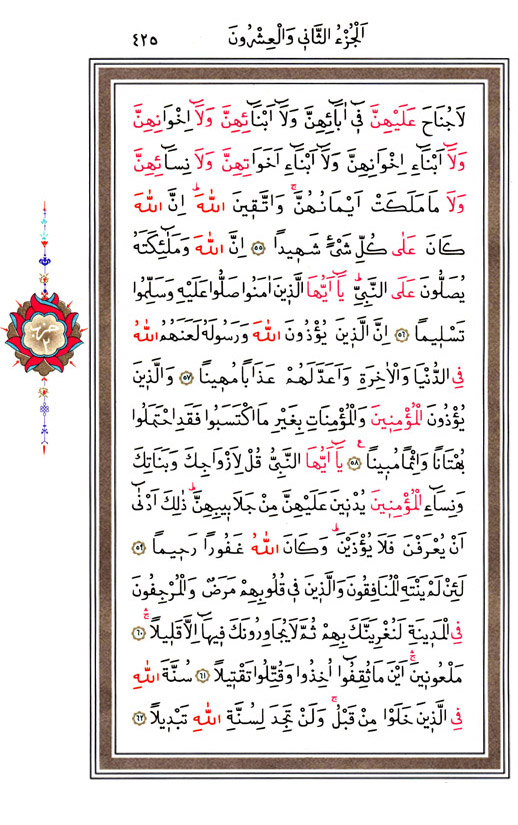 اَلْجُزْءُ الثَّانِي وَالْعِشْرُونَ ٤٢٥
لَا جُنَاحَ عَلَيْهِنَّ فٓي اٰبَٓائِهِنَّ وَلَٓا اَبْنَٓائِهِنَّ وَلَٓا اِخْوَانِهِنَّ
وَلَٓا اَبْنَٓاءِ اِخْوَانِهِنَّ وَلَٓا اَبْنَٓاءِ اَخَوَاتِهِنَّ وَلَا نِسَٓائِهِنَّ
وَلَا مَا مَلَكَتْ اَيْمَانُهُنَّۚ وَاتَّقٖينَ اللّٰهَۜ اِنَّ اللّٰهَ
كَانَ عَلٰى كُلِّ شَيْءٍ شَهٖيداً ﴿٥٥﴾ اِنَّ اللّٰهَ وَمَلٰٓئِكَتَهُ
يُصَلُّونَ عَلَى النَّبِيِّۜ يَٓا اَيُّهَا الَّذٖينَ اٰمَنُوا صَلُّوا عَلَيْهِ وَسَلِّمُوا
تَسْلٖيماً ﴿٥٦﴾ اِنَّ الَّذٖينَ يُؤْذُونَ اللّٰهَ وَرَسُولَهُ لَعَنَهُمُ اللّٰهُ
فِي الدُّنْيَا وَالْاٰخِرَةِ وَاَعَدَّ لَهُمْ عَذَاباً مُهٖيناً ﴿٥٧﴾ وَالَّذٖينَ
يُؤْذُونَ الْمُؤْمِنٖينَ وَالْمُؤْمِنَاتِ بِغَيْرِ مَا اكْتَسَبُوا فَقَدِ احْتَمَلُوا
بُهْتَاناً وَاِثْماً مُبٖيناًࣖ ﴿٥٨﴾ يَٓا اَيُّهَا النَّبِيُّ قُلْ لِاَزْوَاجِكَ وَبَنَاتِكَ
وَنِسَٓاءِ الْمُؤْمِنٖينَ يُدْنٖينَ عَلَيْهِنَّ مِنْ جَلَابٖيبِهِنَّۜ ذٰلِكَ اَدْنٰٓى
اَنْ يُعْرَفْنَ فَلَا يُؤْذَيْنَۜ وَكَانَ اللّٰهُ غَفُوراً رَحٖيماً ﴿٥٩﴾
لَئِنْ لَمْ يَنْتَهِ الْمُنَافِقُونَ وَالَّذٖينَ فٖي قُلُوبِهِمْ مَرَضٌ وَالْمُرْجِفُونَ
فِي الْمَدٖينَةِ لَنُغْرِيَنَّكَ بِهِمْ ثُمَّ لَا يُجَاوِرُونَكَ فٖيهَٓا اِلَّا قَلٖيلاًۚ ﴿٦٠﴾
مَلْعُونٖينَۚ اَيْنَ مَا ثُقِفُٓوا اُخِذُوا وَقُتِّلُوا تَقْتٖيلاً ﴿٦١﴾ سُنَّةَ اللّٰهِ
فِي الَّذٖينَ خَلَوْا مِنْ قَبْلُۚ وَلَنْ تَجِدَ لِسُنَّةِ اللّٰهِ تَبْدٖيلاً ﴿٦٢﴾